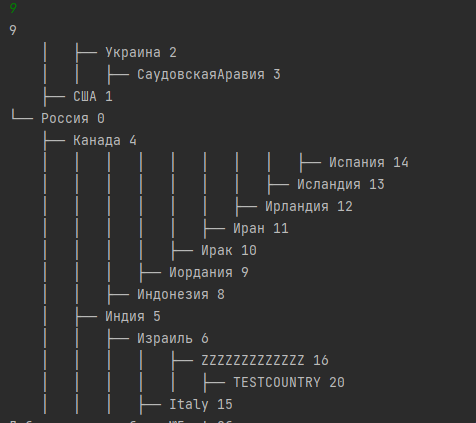 9
9
│   ├── Украина 2
│   │   ├── СаудовскаяАравия 3
├── США 1
└── Россия 0
├── Канада 4
│   │   │   │   │   │   │   │   ├── Испания 14
│   │   │   │   │   │   │   ├── Исландия 13
│   │   │   │   │   │   ├── Ирландия 12
│   │   │   │   │   ├── Иран 11
│   │   │   │   │   ├── Ирак 10
│   │   │   ├── Иордания 9
│   │   ├── Индонезия 8
│   ├── Индия 5
│   │   ├── Израиль 6
│   │   │   │   ├── ZZZZZZZZZZZZZ 16
│   │   │   │   │   ├── TESTCOUNTRY 20
│   │   │   ├── Italy 15